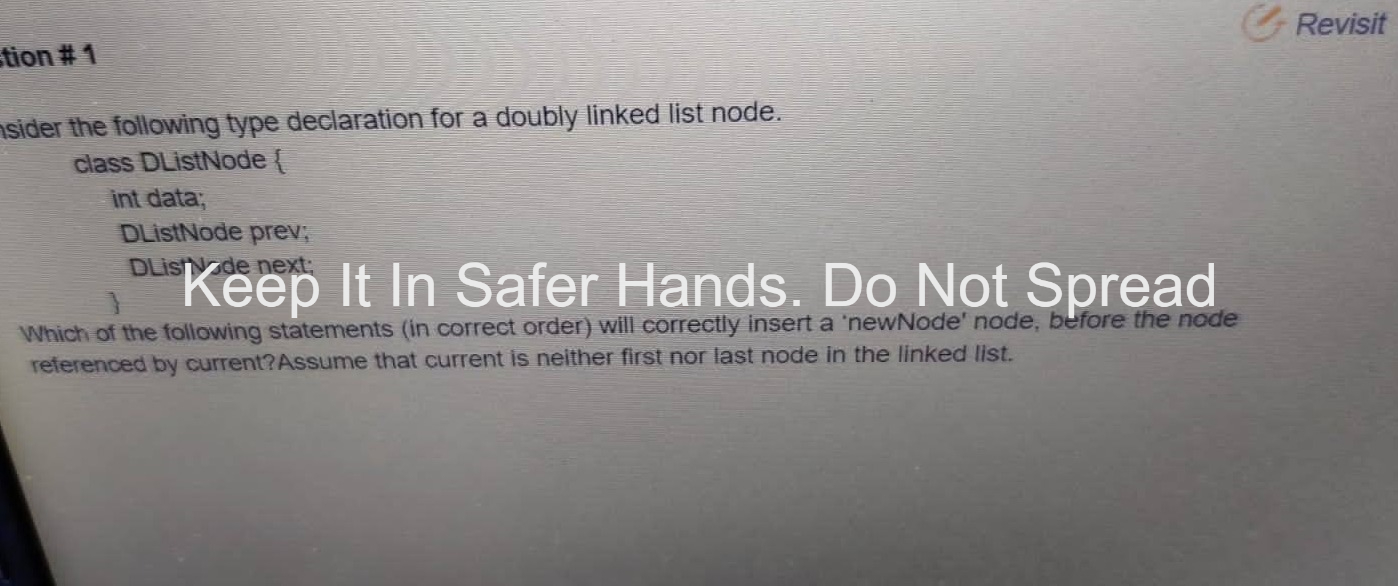 Revisit
tion # 1
nsider the following type declaration for a doubly linked list node.
class DListNode {
int data;
DListNode prev;
DListNode next;
}
Keep It In Safer Hands. Do Not Spread
Which of the following statements (in correct order) will correctly insert a 'newNode' node, before the node
referenced by current?Assume that current is neither first nor last node in the linked list.